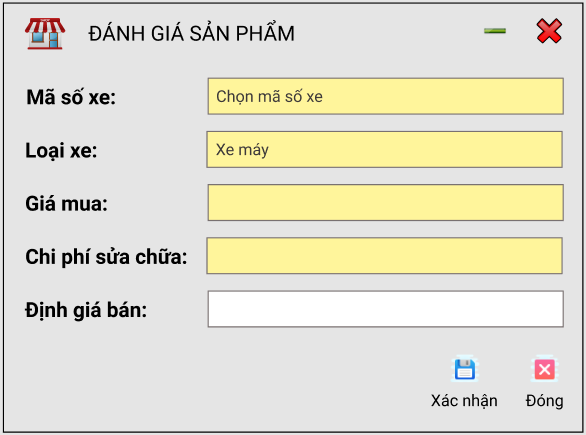 ĐÁNH GIÁ SẢN PHẨM
Mã số xe: Chọn mã số xe
Loại xe: Xe máy
Giá mua:
Chi phí sửa chữa:
Định giá bán:
Xác nhận Đóng